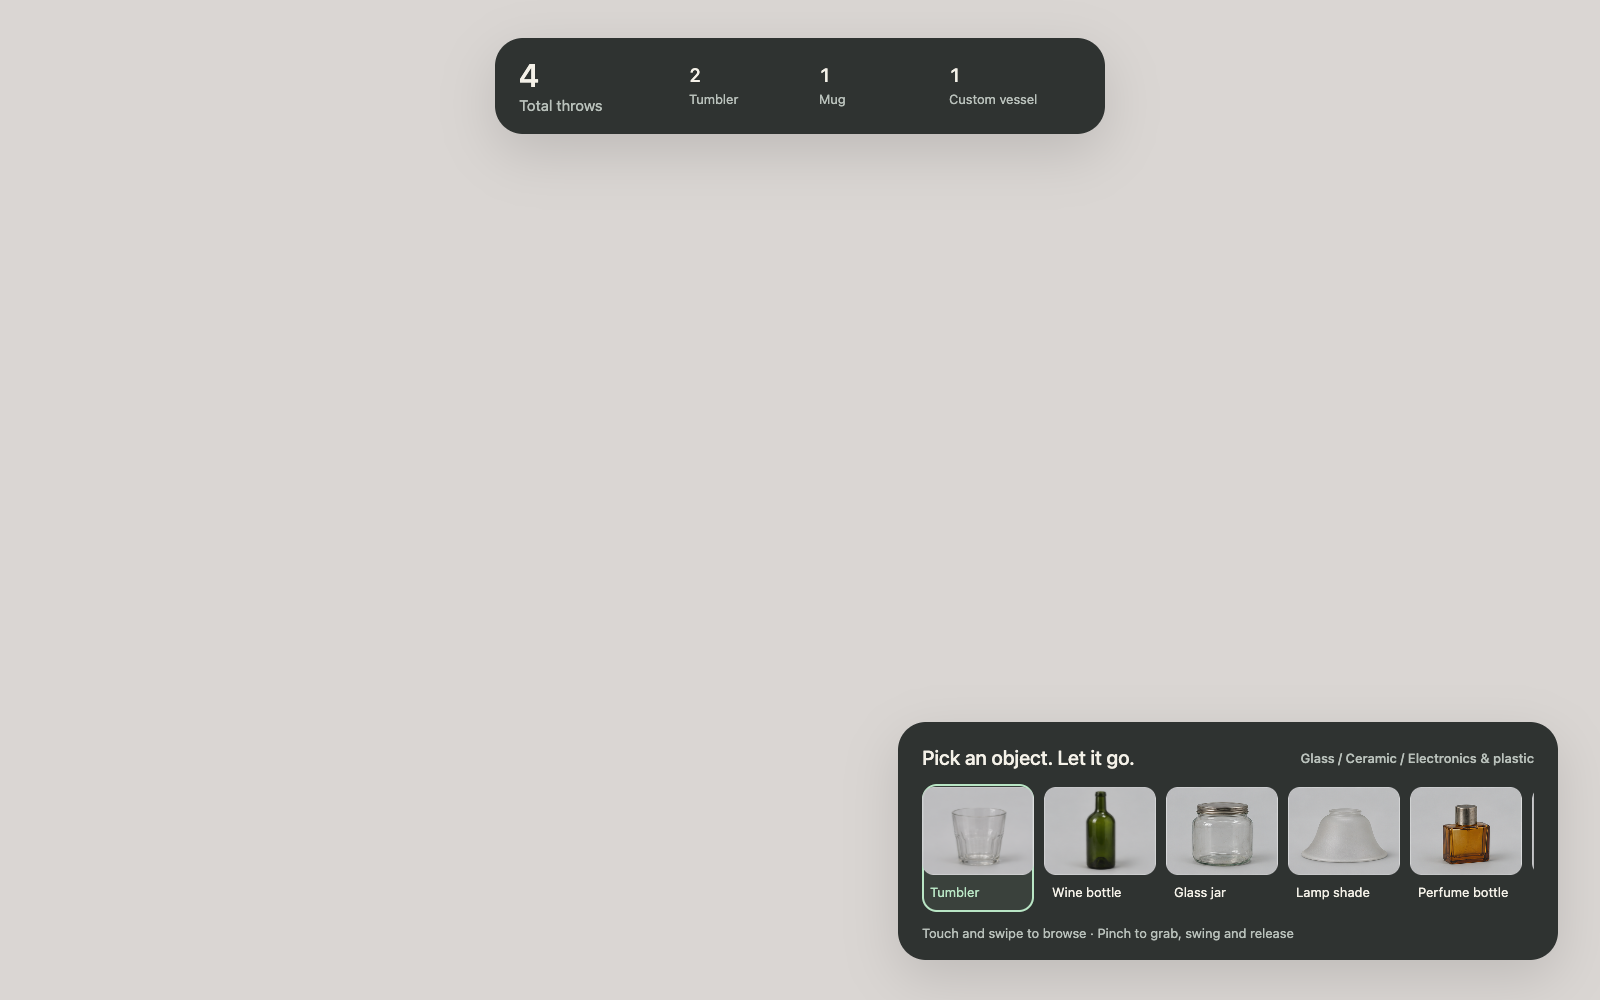 4
Total throws
2
Tumbler
1
Mug
1
Custom vessel
Pick an object. Let it go.
Glass / Ceramic / Electronics & plastic
Tumbler
Wine bottle
Glass jar
Lamp shade
Perfume bottle
Touch and swipe to browse · Pinch to grab, swing and release